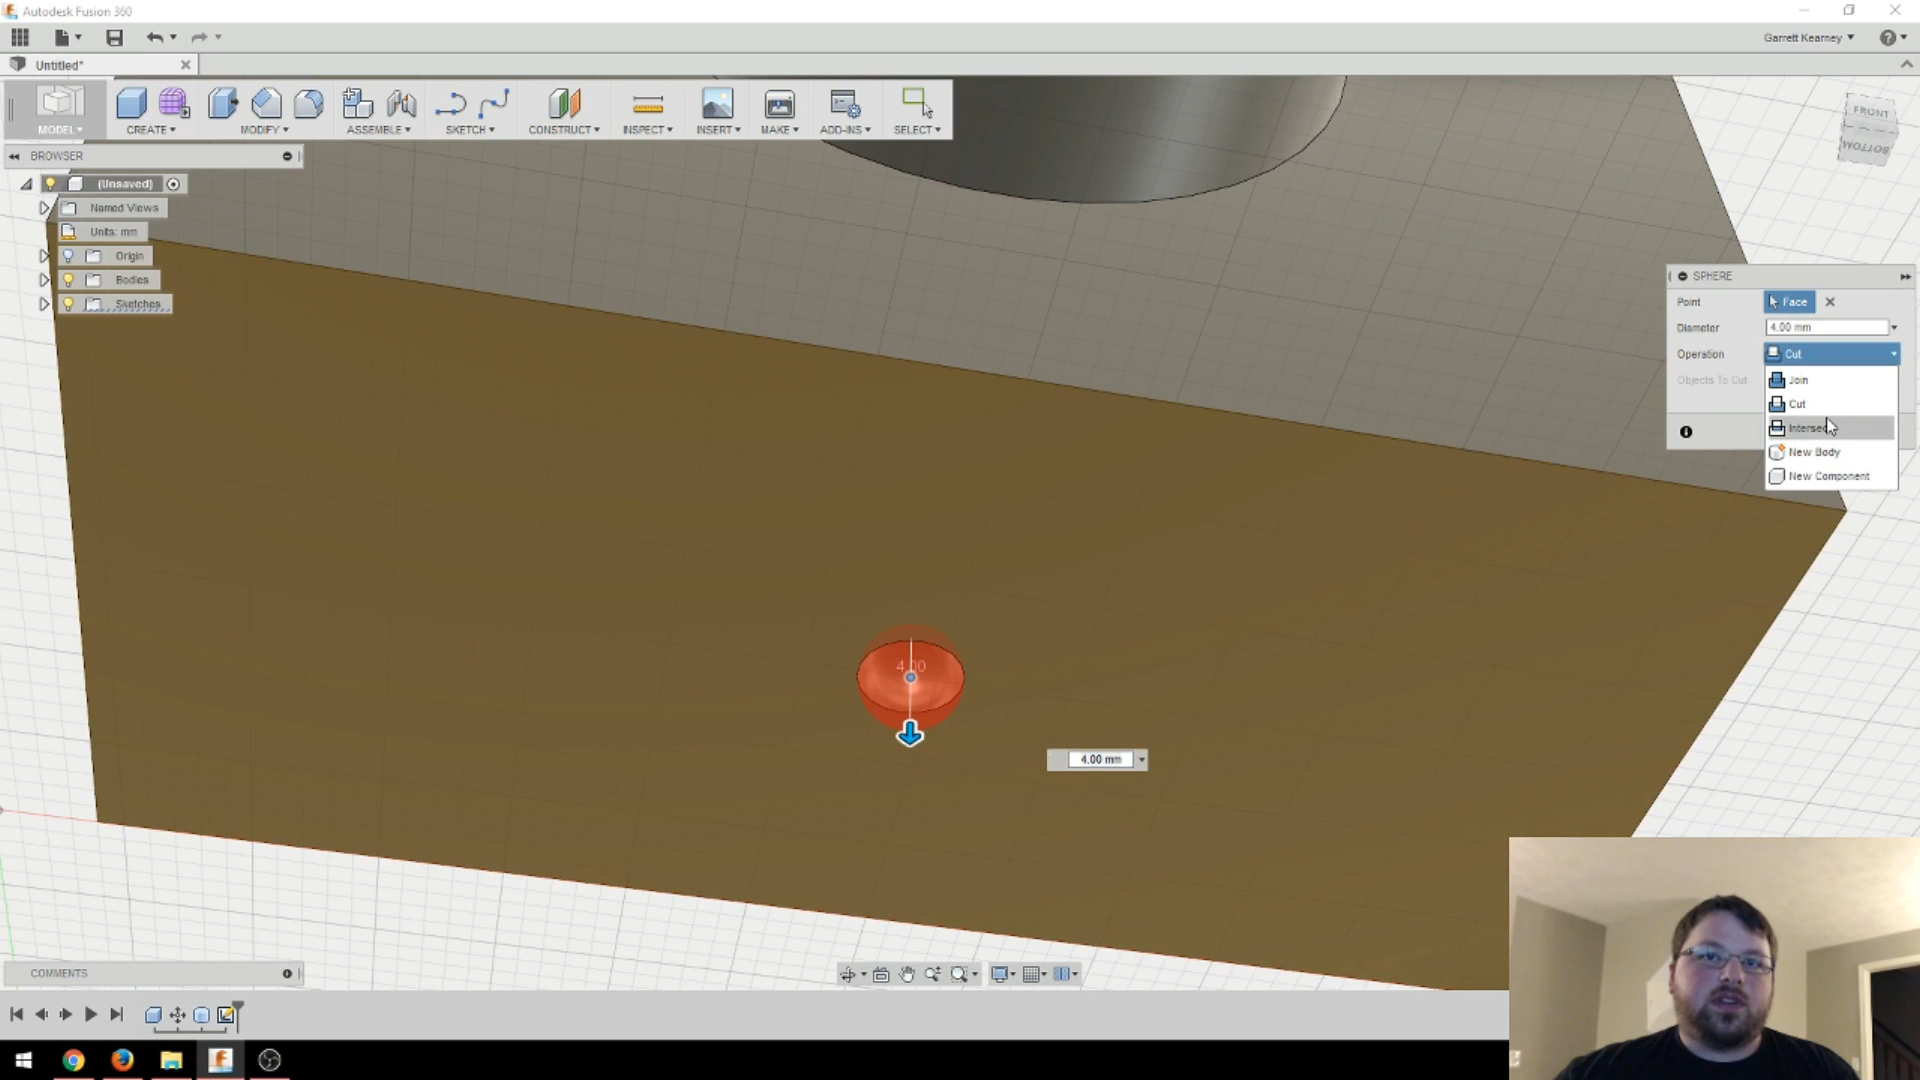 Autodesk Fusion 360
Garrett Kearney
Untitled*
MODEL
CREATE
MODIFY
ASSEMBLE
SKETCH
CONSTRUCT
INSPECT
INSERT
MAKE
ADD-INS
SELECT
FRONT
BOTTOM
BROWSER
(Unsaved)
Named Views
Units: mm
Origin
Bodies
Sketches
SPHERE
Point
Face
Diameter
4.00 mm
Operation
Cut
Objects To Cut
Join
Cut
New Body
New Component
4.00 mm
COMMENTS